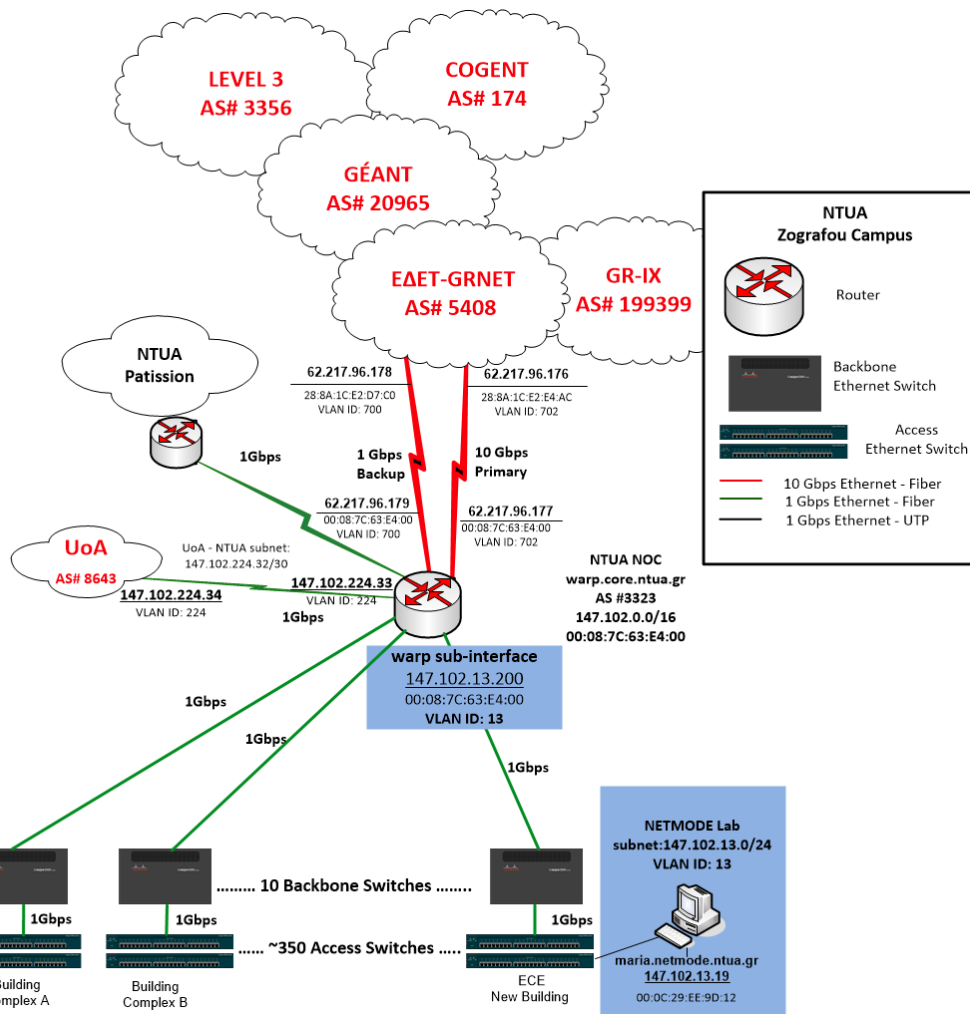 LEVEL 3
AS# 3356
COGENT
AS# 174
GÉANT
AS# 20965
ΕΔΕΤ-GRNET
AS# 5408
GR-IX
AS# 199399
NTUA
Zografou Campus
Router
Backbone
Ethernet Switch
Access
Ethernet Switch
10 Gbps Ethernet - Fiber
1 Gbps Ethernet - Fiber
1 Gbps Ethernet - UTP
NTUA
Patission
62.217.96.178
28:8A:1C:E2:D7:C0
VLAN ID: 700
62.217.96.176
28:8A:1C:E2:E4:AC
VLAN ID: 702
1Gbps
1 Gbps
Backup
10 Gbps
Primary
62.217.96.179
00:08:7C:63:E4:00
VLAN ID: 700
62.217.96.177
00:08:7C:63:E4:00
VLAN ID: 702
UoA
AS# 8643
UoA - NTUA subnet:
147.102.224.32/30
147.102.224.34
VLAN ID: 224
147.102.224.33
VLAN ID: 224
1Gbps
NTUA NOC
warp.core.ntua.gr
AS #3323
147.102.0.0/16
00:08:7C:63:E4:00
warp sub-interface
147.102.13.200
00:08:7C:63:E4:00
VLAN ID: 13
1Gbps
1Gbps
1Gbps
NETMODE Lab
subnet:147.102.13.0/24
VLAN ID: 13
maria.netmode.ntua.gr
147.102.13.19
00:0C:29:EE:9D:12
......... 10 Backbone Switches ........
1Gbps
1Gbps
1Gbps
...... ~350 Access Switches .....
Building
Complex A
Building
Complex B
ECE
New Building